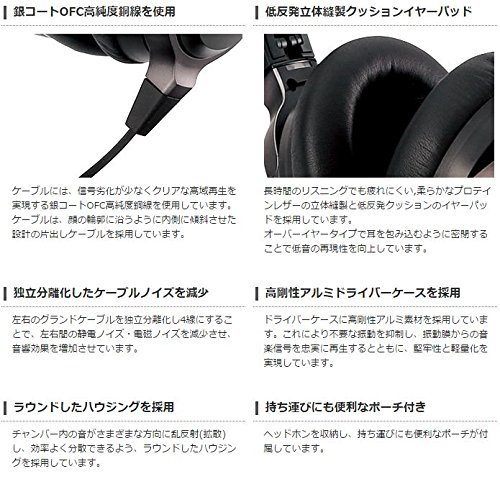 銀コートOFC高純度銅線を使用
ケーブルには、信号劣化が少なくクリアな高域再生を
実現する銀コートOFC高純度銅線を使用しています。
ケーブルは、顔の輪郭に沿うように内側に傾斜させた
設計の片出しケーブルを採用しています。
低反発立体縫製クッションイヤーパッド
長時間のリスニングでも疲れにくい,柔らかなプロテイ
ンレザーの立体縫製と低反発クッションのイヤーパッ
ドを採用しています。
オーバーイヤータイプで耳を包み込むように密閉する
ことで低音の再現性を向上しています。
独立分離化したケーブルノイズを減少
左右のグランドケーブルを独立分離化し4線にするこ
とで、左右間の静電ノイズ・電磁ノイズを減少させ、
音響効果を増加させています。
高剛性アルミドライバーケースを採用
ドライバーケースに高剛性アルミ素材を採用していま
す。これにより不要な振動を抑制し、振動膜からの音
楽信号を忠実に再生するとともに、堅牢性と軽量化を
実現しています。
ラウンドしたハウジングを採用
チャンバー内の音がさまざまな方向に乱反射(拡散)
し、効率よく分散できるよう、ラウンドしたハウジン
グを採用しています。
持ち運びにも便利なポーチ付き
ヘッドホンを収納し、持ち運びにも便利なポーチが付
属しています。